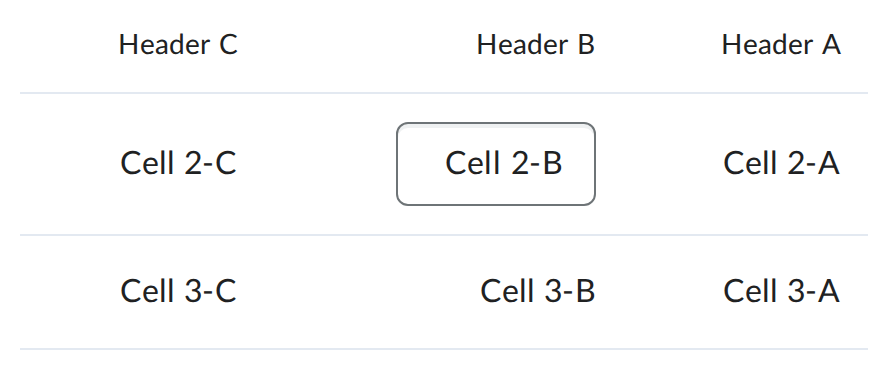 Header C Header B Header A
Cell 2-C Cell 2-B Cell 2-A
Cell 3-C Cell 3-B Cell 3-A